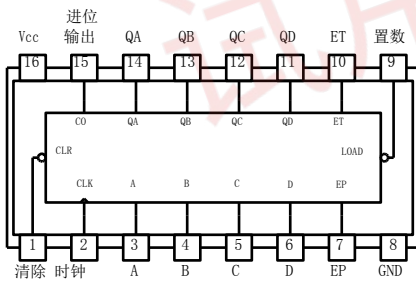 进位
Vcc 输出 QA QB QC QD ET 置数
16 15 14 13 12 11 10 9
CO QA QB QC QD ET
CLR LOAD
CLK A B C D EP
1 2 3 4 5 6 7 8
清除 时钟 A B C D EP GND